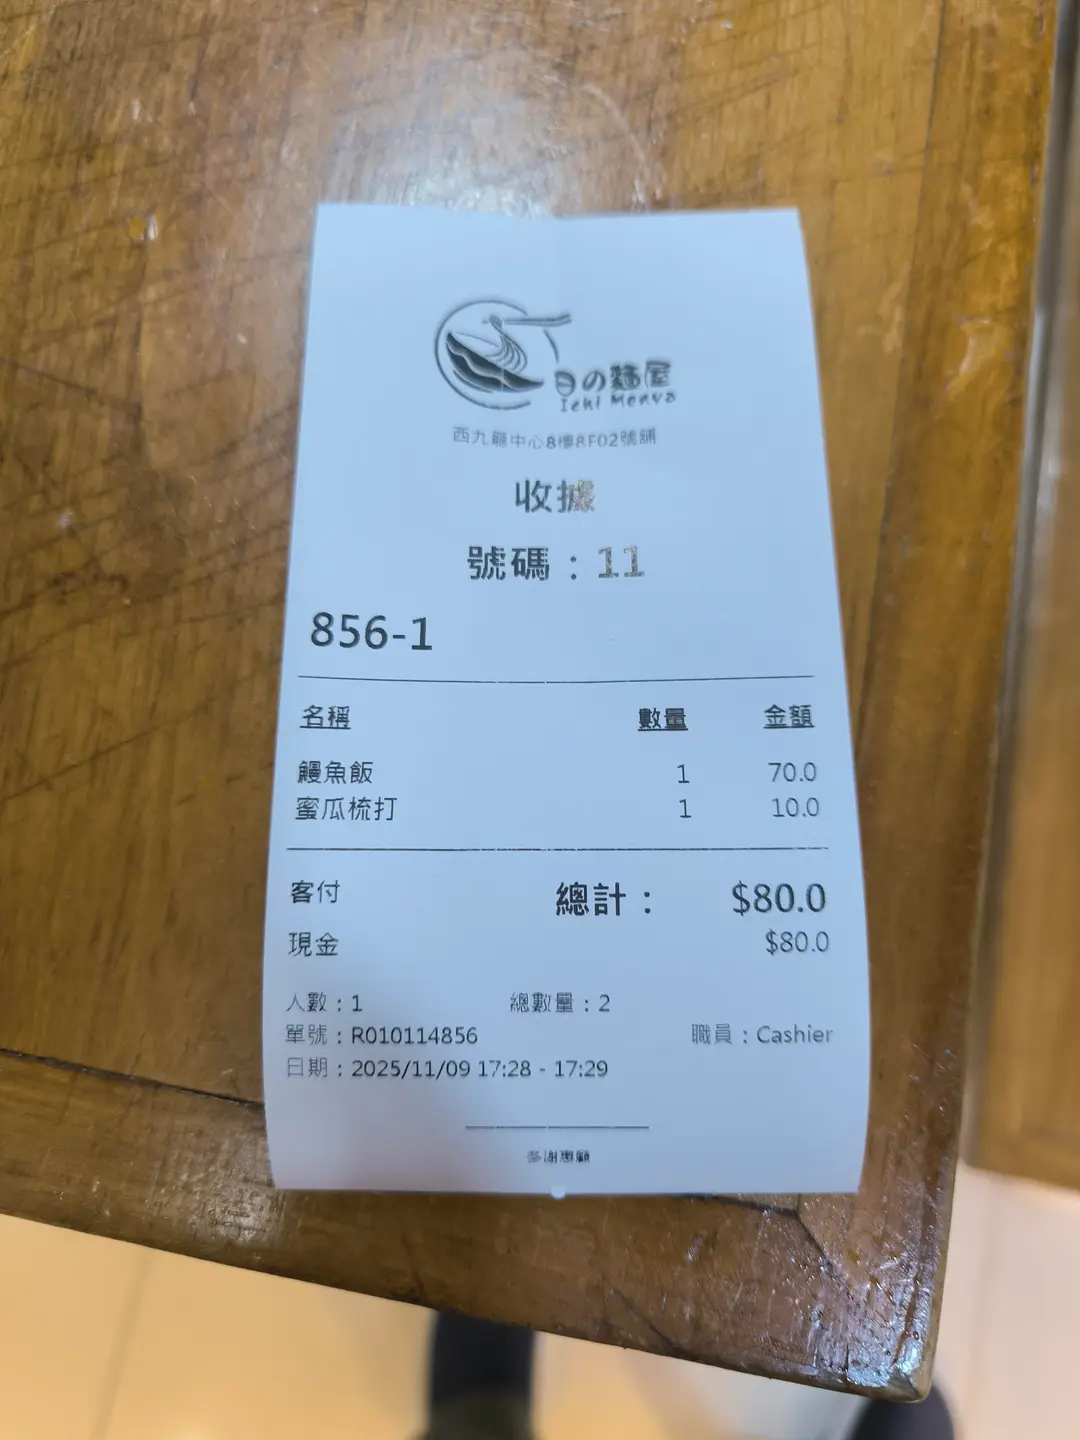 日の麵屋
Ichi Menya
西九龍中心8樓8F02號舖
收據
號碼：11
856-1
名稱 數量 金額
鰻魚飯 1 70.0
蜜瓜梳打 1 10.0
客付 總計： $80.0
現金 $80.0
人數：1 總數量：2
單號：R010114856 職員：Cashier
日期：2025/11/09 17:28 - 17:29
多謝惠顧